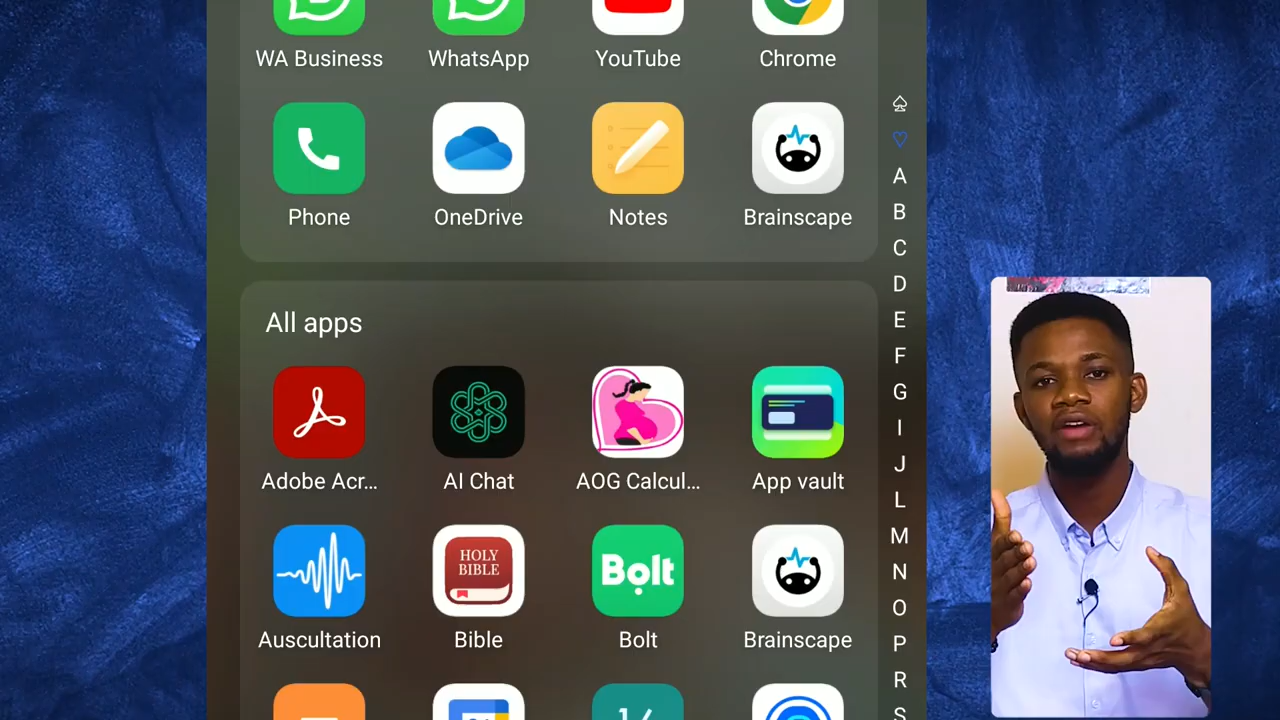 WA Business WhatsApp YouTube Chrome
Phone OneDrive Notes Brainscape
All apps
Adobe Acr... AI Chat AOG Calcul... App vault
HOLY
BIBLE
Bolt
Auscultation Bible Bolt Brainscape
A
B
C
D
E
F
G
I
J
L
M
N
O
P
R
S